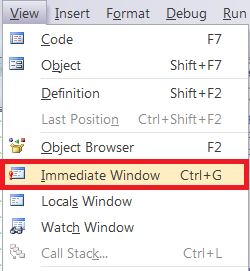 View Insert Format Debug Ru
Code F7
Object Shift+F7
Definition Shift+F2
Last Position Ctrl+Shift+F2
Object Browser F2
Immediate Window Ctrl+G
Locals Window
Watch Window
Call Stack... Ctrl+L